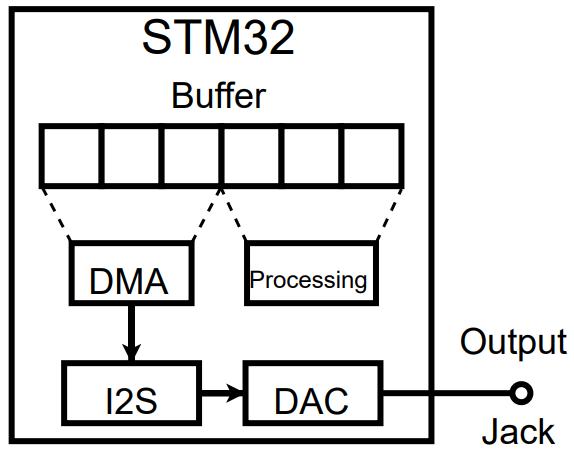 STM32
Buffer
DMA
Processing
Output
I2S
DAC
Jack